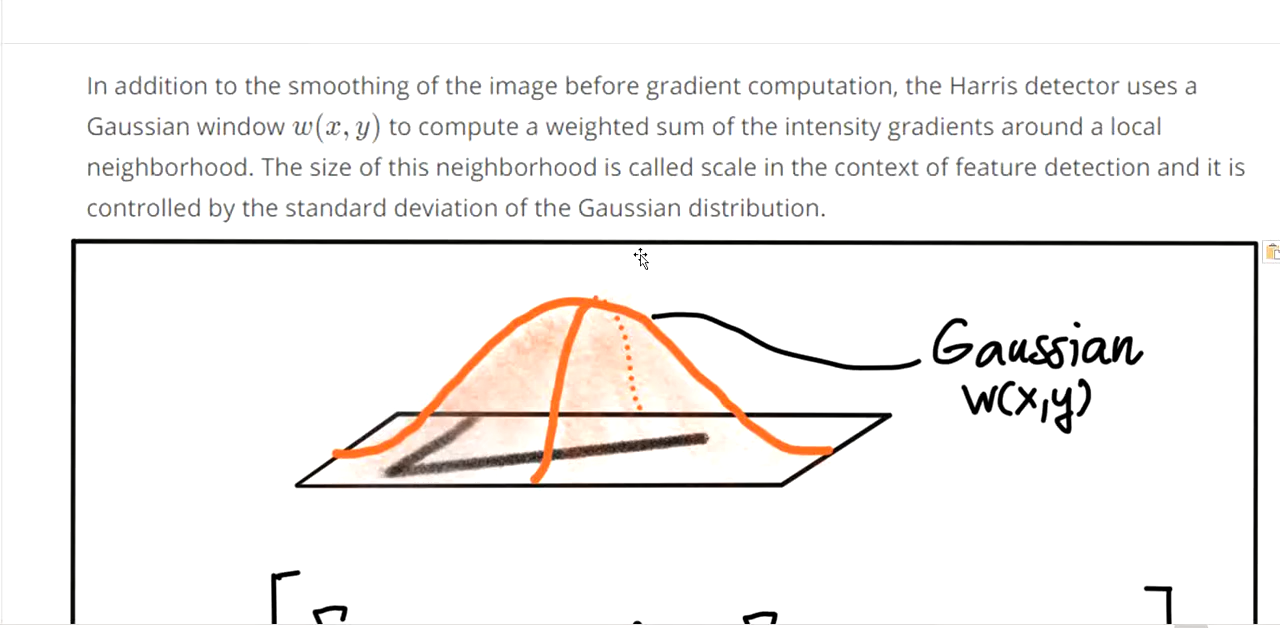 In addition to the smoothing of the image before gradient computation, the Harris detector uses a
Gaussian window w(x, y) to compute a weighted sum of the intensity gradients around a local
neighborhood. The size of this neighborhood is called scale in the context of feature detection and it is
controlled by the standard deviation of the Gaussian distribution.
Gaussian
w(x,y)